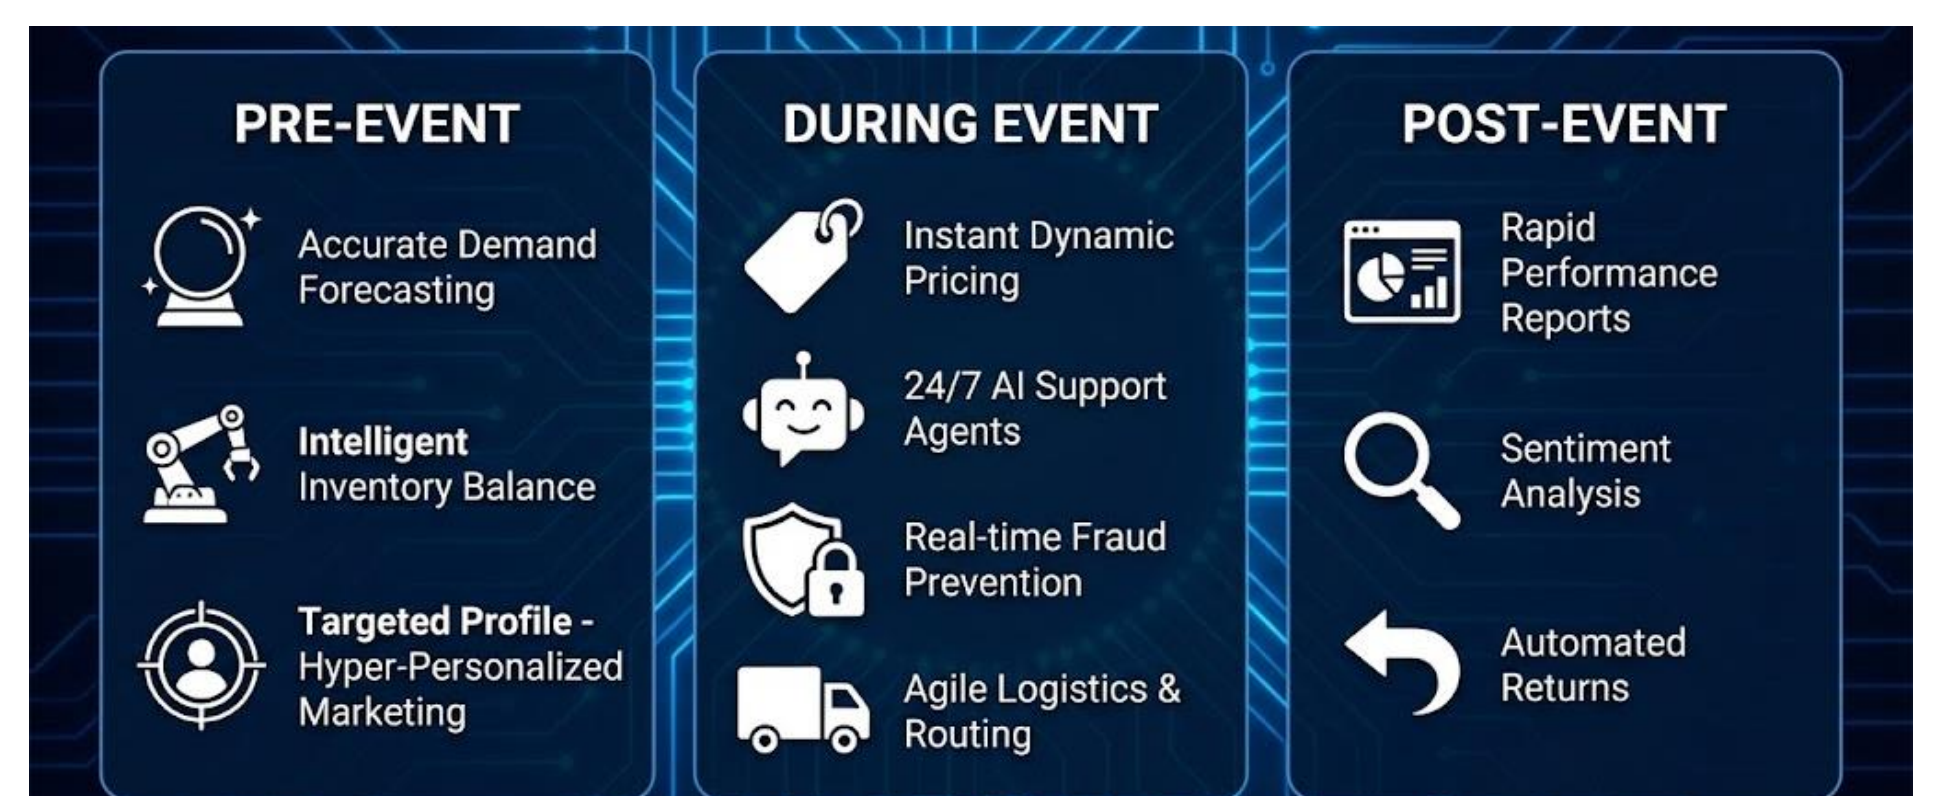 PRE-EVENT
Accurate Demand
Forecasting
Intelligent
Inventory Balance
Targeted Profile -
Hyper-Personalized
Marketing
DURING EVENT
Instant Dynamic
Pricing
24/7 AI Support
Agents
Real-time Fraud
Prevention
Agile Logistics &
Routing
POST-EVENT
Rapid
Performance
Reports
Sentiment
Analysis
Automated
Returns